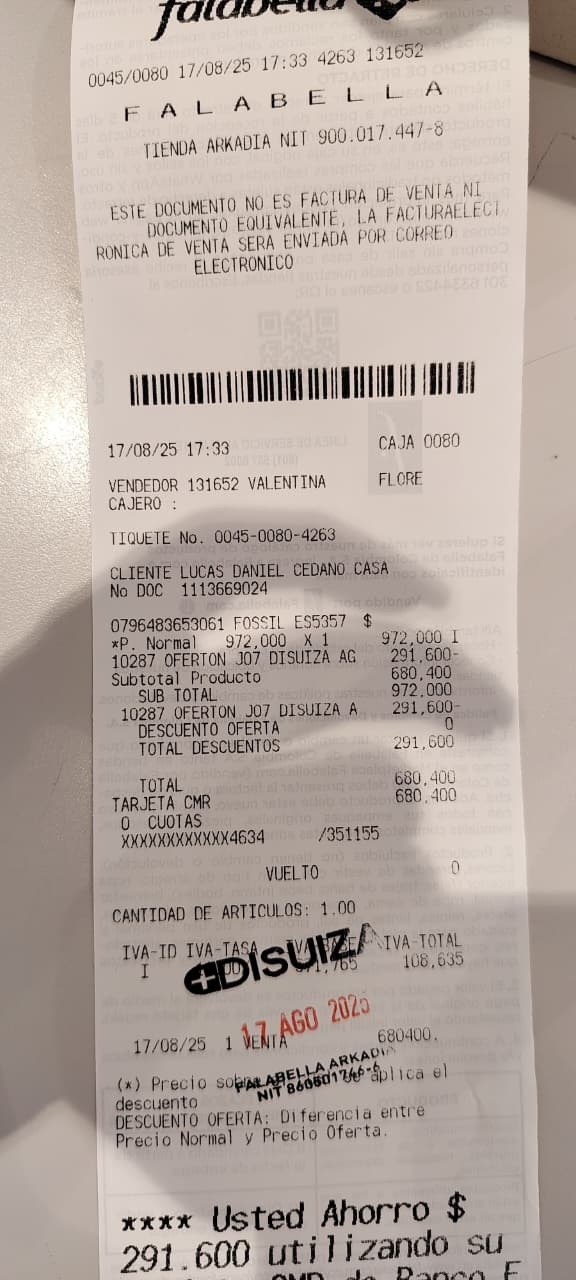 falabella
0045/0080 17/08/25 17:33 4263 131652
F A L A B E L L A
TIENDA ARKADIA NIT 900.017.447-8
ESTE DOCUMENTO NO ES FACTURA DE VENTA NI
DOCUMENTO EQUIVALENTE, LA FACTURAELECT
RONICA DE VENTA SERA ENVIADA POR CORREO
ELECTRONICO
17/08/25 17:33 CAJA 0080
VENDEDOR 131652 VALENTINA FLORE
CAJERO :
TIQUETE No. 0045-0080-4263
CLIENTE LUCAS DANIEL CEDANO CASA
No DOC 1113669024
0796483653061 FOSSIL ES5357 $
*P. Normal 972,000 X 1 972,000 I
10287 OFERTON J07 DISUIZA AG 291,600-
Subtotal Producto 680,400
SUB TOTAL 972,000
10287 OFERTON J07 DISUIZA A 291,600-
DESCUENTO OFERTA 0
TOTAL DESCUENTOS 291,600
TOTAL 680,400
TARJETA CMR 680,400
0 CUOTAS
XXXXXXXXXXXX4634 /351155
VUELTO 0
CANTIDAD DE ARTICULOS: 1.00
IVA-ID IVA-TASA IVA-TOTAL
I 108,635
DISUIZA
17 AGO 2025
17/08/25 1 VENTA 680400.
FALABELLA ARKADIA
(*) Precio sobre el aplica el
descuento
DESCUENTO OFERTA: Diferencia entre
Precio Normal y Precio Oferta.
**** Usted Ahorro $
291.600 utilizando su